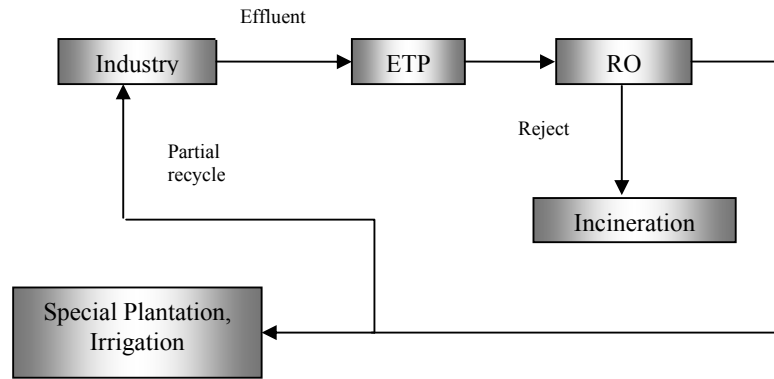 Effluent
Industry
ETP
RO
Reject
Partial
recycle
Incineration
Special Plantation,
Irrigation